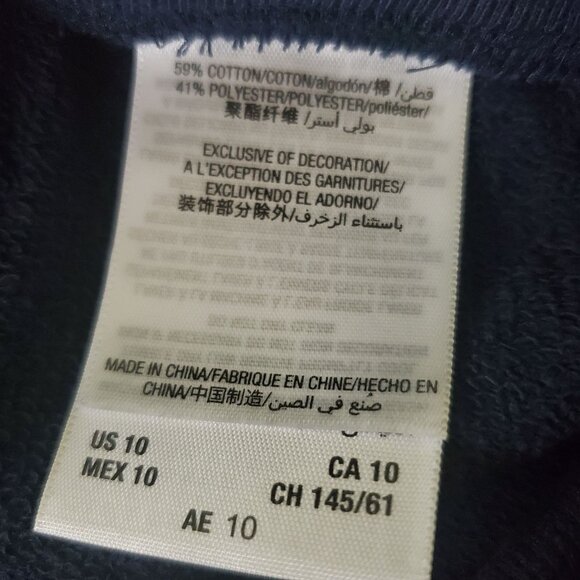 59% COTTON/COTON/algodón/棉 /قطن/
41% POLYESTER/POLYESTER/poliéster/
聚酯纤维 /بولي أستر/
EXCLUSIVE OF DECORATION/
A L'EXCEPTION DES GARNITURES/
EXCLUYENDO EL ADORNO/
装饰部分除外/باستثناء الزخرف/
MADE IN CHINA/FABRIQUE EN CHINE/HECHO EN
CHINA/中国制造/صُنع في الصين/
US 10
CA 10
MEX 10
CH 145/61
AE 10